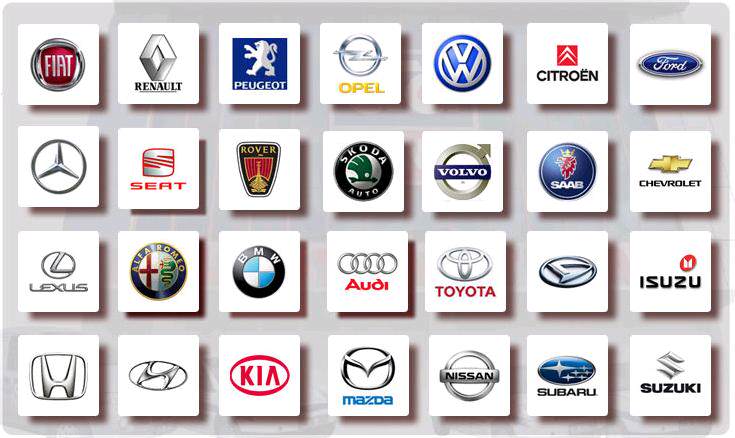 FIAT
RENAULT
PEUGEOT
OPEL
CITROËN
Ford
SEAT
ROVER
SKODA
AUTO
VOLVO
SAAB
CHEVROLET
LEXUS
ALFA ROMEO
BMW
Audi
TOYOTA
ISUZU
KIA
mazda
NISSAN
SUBARU
SUZUKI